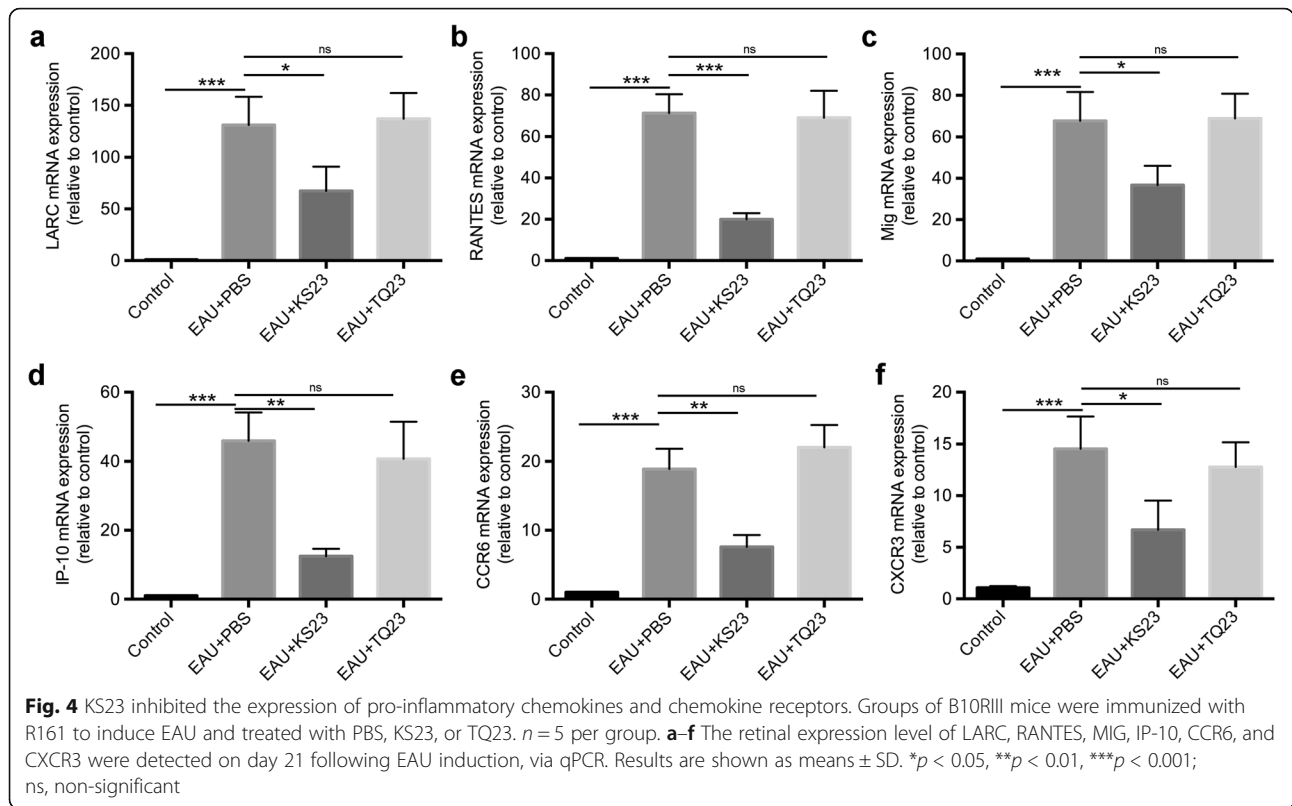 a
LARC mRNA expression
(relative to control)
200
150
100
50
0
***
*
ns
Control
EAU+PBS
EAU+KS23
EAU+TQ23
b
RANTES mRNA expression
(relative to control)
100
80
60
40
20
0
***
***
ns
Control
EAU+PBS
EAU+KS23
EAU+TQ23
c
Mig mRNA expression
(relative to control)
100
80
60
40
20
0
***
*
ns
Control
EAU+PBS
EAU+KS23
EAU+TQ23
d
IP-10 mRNA expression
(relative to control)
60
40
20
0
***
**
ns
Control
EAU+PBS
EAU+KS23
EAU+TQ23
e
CCR6 mRNA expression
(relative to control)
30
20
10
0
***
**
ns
Control
EAU+PBS
EAU+KS23
EAU+TQ23
f
CXCR3 mRNA expression
(relative to control)
20
15
10
5
0
***
*
ns
Control
EAU+PBS
EAU+KS23
EAU+TQ23
Fig. 4 KS23 inhibited the expression of pro-inflammatory chemokines and chemokine receptors. Groups of B10RIII mice were immunized with
R161 to induce EAU and treated with PBS, KS23, or TQ23. n = 5 per group. a–f The retinal expression level of LARC, RANTES, MIG, IP-10, CCR6, and
CXCR3 were detected on day 21 following EAU induction, via qPCR. Results are shown as means ± SD. *p < 0.05, **p < 0.01, ***p < 0.001;
ns, non-significant